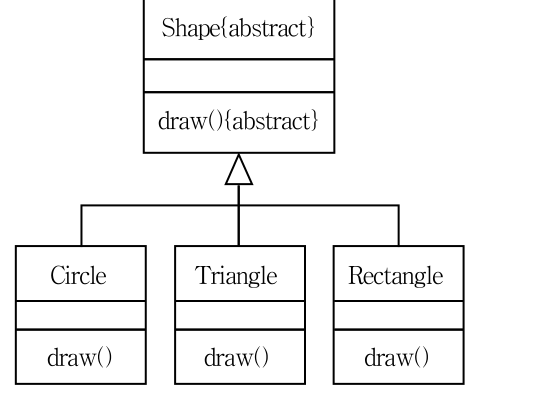 Shape{abstract}
draw(){abstract}
Circle
Triangle
Rectangle
draw()
draw()
draw()